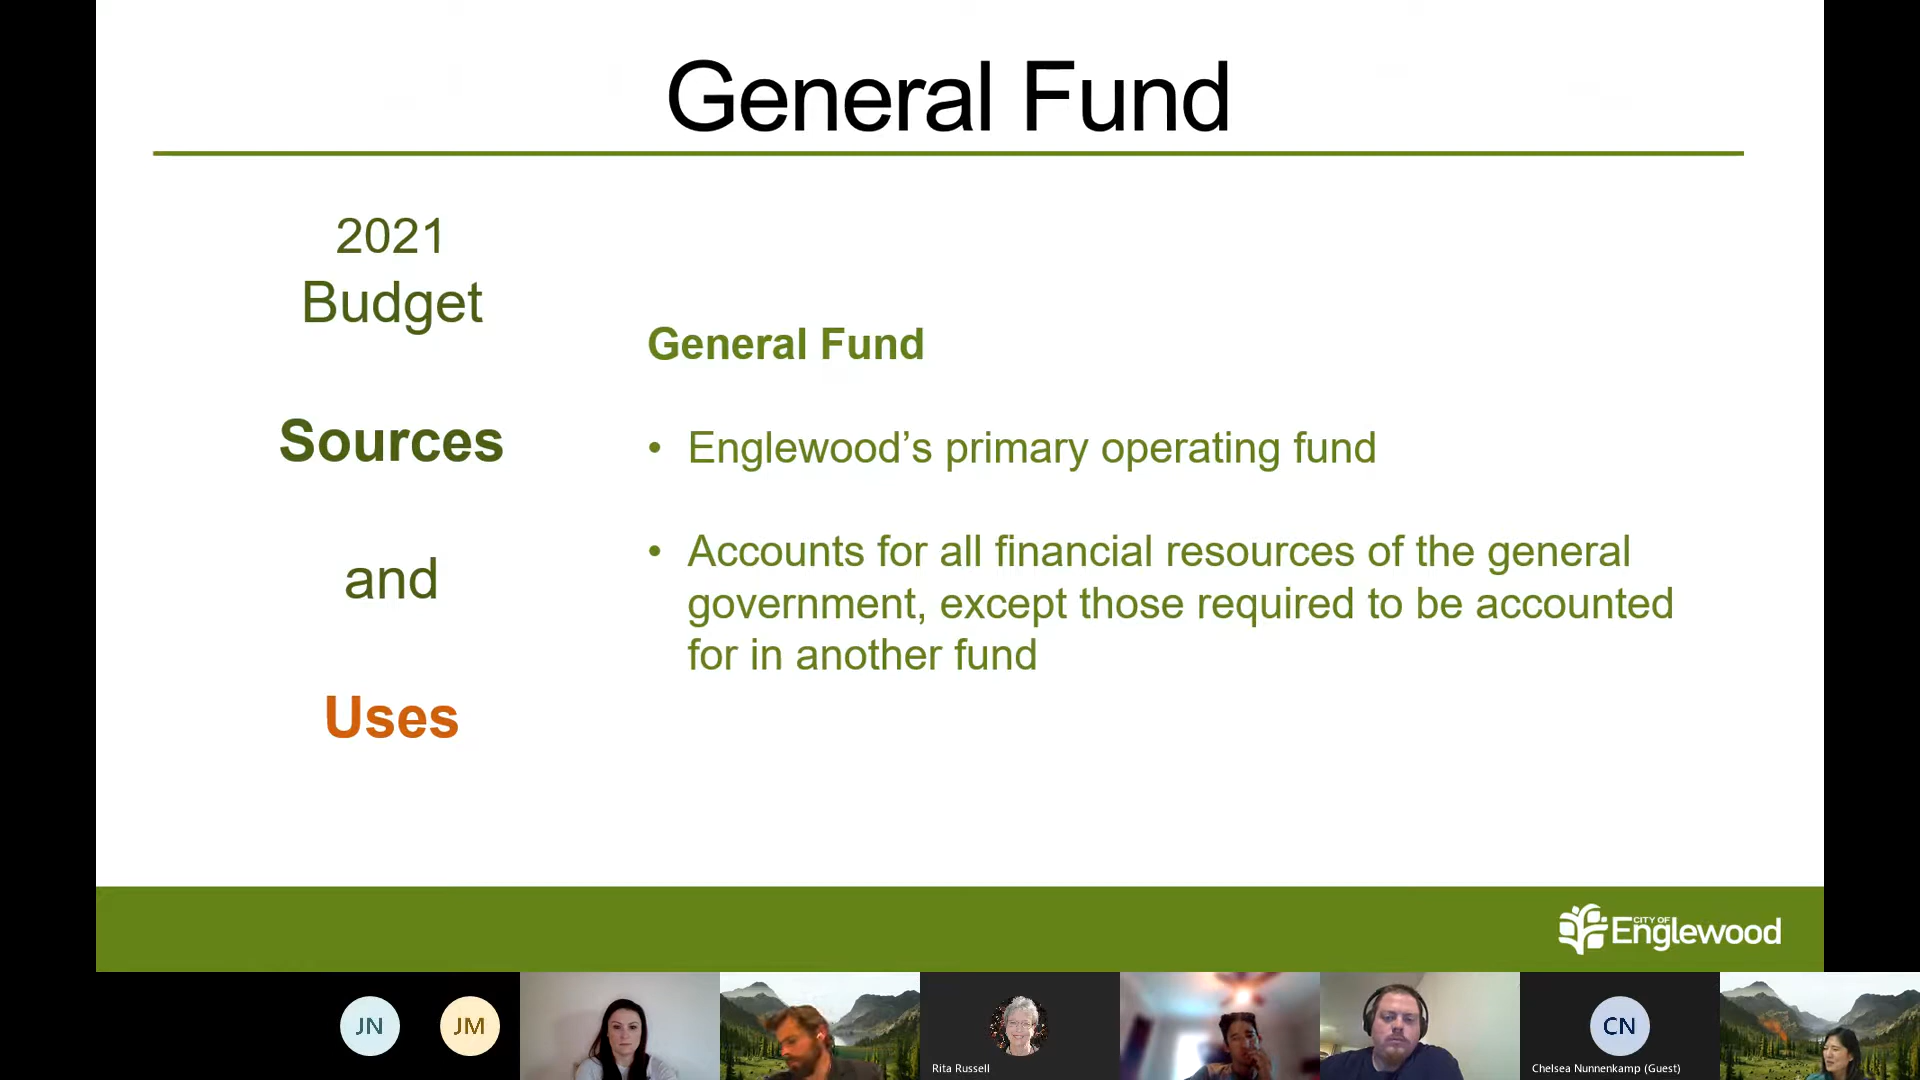 General Fund
2021
Budget
Sources
and
Uses
General Fund
• Englewood’s primary operating fund
• Accounts for all financial resources of the general
government, except those required to be accounted
for in another fund
CITY OF
Englewood
JN
JM
Rita Russell
CN
Chelsea Nunnenkamp (Guest)